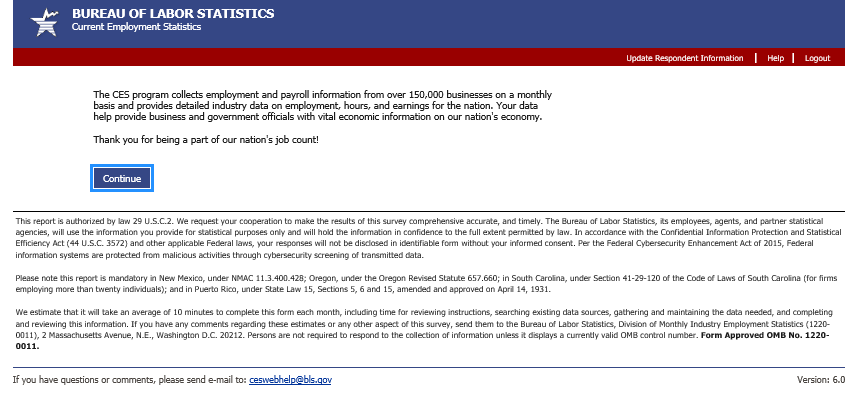 BUREAU OF LABOR STATISTICS
Current Employment Statistics
Update Respondent Information | Help | Logout
The CES program collects employment and payroll information from over 150,000 businesses on a monthly
basis and provides detailed industry data on employment, hours, and earnings for the nation. Your data
help provide business and government officials with vital economic information on our nation's economy.
Thank you for being a part of our nation's job count!
Continue
This report is authorized by law 29 U.S.C.2. We request your cooperation to make the results of this survey comprehensive accurate, and timely. The Bureau of Labor Statistics, its employees, agents, and partner statistical
agencies, will use the information you provide for statistical purposes only and will hold the information in confidence to the full extent permitted by law. In accordance with the Confidential Information Protection and Statistical
Efficiency Act (44 U.S.C. 3572) and other applicable Federal laws, your responses will not be disclosed in identifiable form without your informed consent. Per the Federal Cybersecurity Enhancement Act of 2015, Federal
information systems are protected from malicious activities through cybersecurity screening of transmitted data.
Please note this report is mandatory in New Mexico, under NMAC 11.3.400.428; Oregon, under the Oregon Revised Statute 657.660; in South Carolina, under Section 41-29-120 of the Code of Laws of South Carolina (for firms
employing more than twenty individuals); and in Puerto Rico, under State Law 15, Sections 5, 6 and 15, amended and approved on April 14, 1931.
We estimate that it will take an average of 10 minutes to complete this form each month, including time for reviewing instructions, searching existing data sources, gathering and maintaining the data needed, and completing
and reviewing this information. If you have any comments regarding these estimates or any other aspect of this survey, send them to the Bureau of Labor Statistics, Division of Monthly Industry Employment Statistics (1220-
0011), 2 Massachusetts Avenue, N.E., Washington D.C. 20212. Persons are not required to respond to the collection of information unless it displays a currently valid OMB control number. Form Approved OMB No. 1220-
0011.
If you have questions or comments, please send e-mail to: ceswebhelp@bls.gov
Version: 6.0